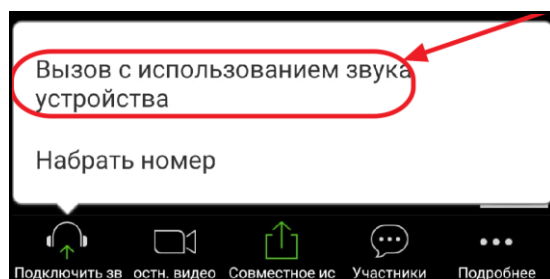 Вызов с использованием звука
устройства
Набрать номер
Подключить зв остн. видео Совместное ис Участники Подробнее